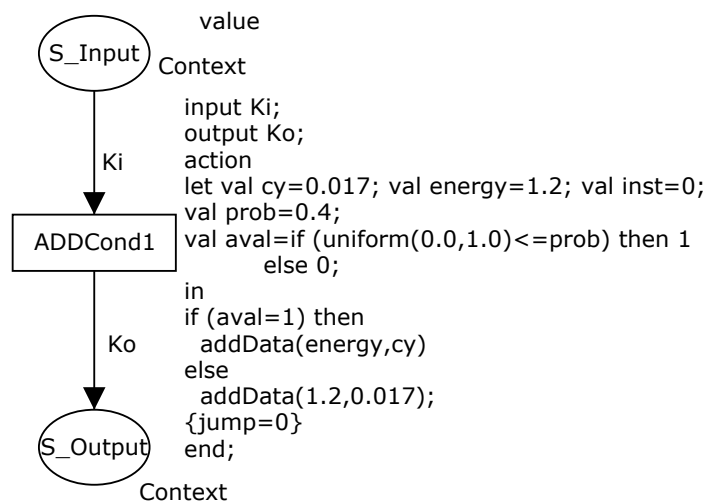 value
S_Input
Context
Ki
input Ki;
output Ko;
action
let val cy=0.017; val energy=1.2; val inst=0;
val prob=0.4;
val aval=if (uniform(0.0,1.0)<=prob) then 1
else 0;
in
if (aval=1) then
addData(energy,cy)
else
addData(1.2,0.017);
{jump=0}
end;
ADDCond1
Ko
S_Output
Context